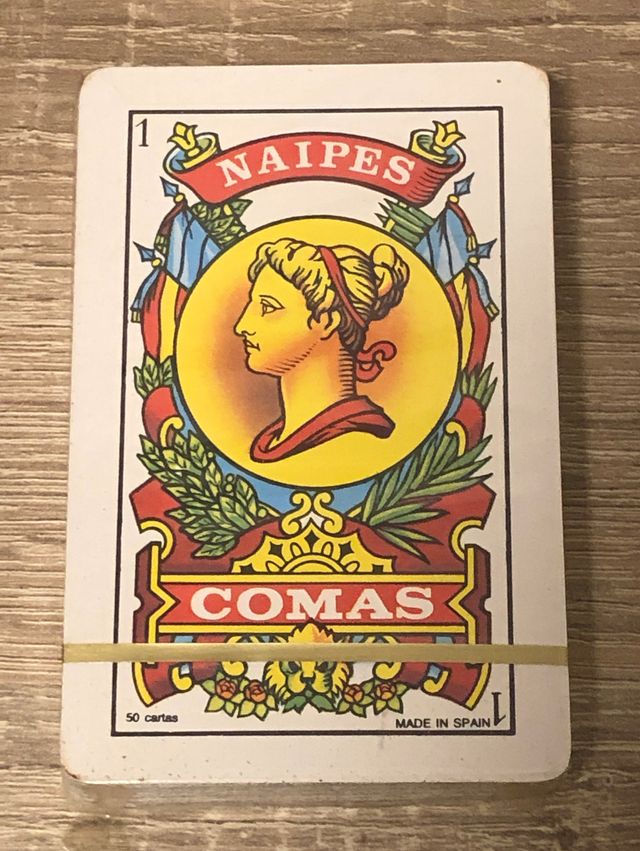 1
NAIPES
COMAS
50 cartas
MADE IN SPAIN
1